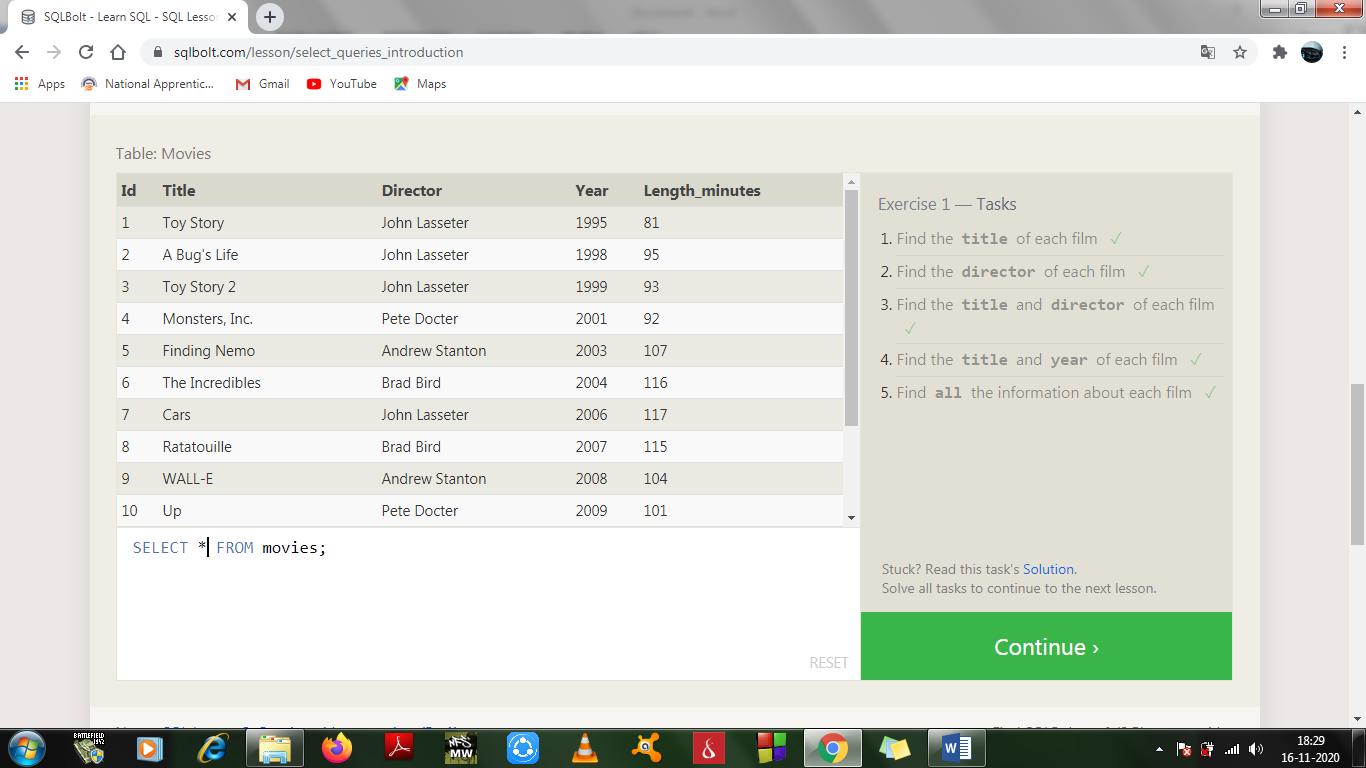 SQLBolt - Learn SQL - SQL Lesson
sqlbolt.com/lesson/select_queries_introduction
Apps National Apprentic... Gmail YouTube Maps
Table: Movies
Id Title Director Year Length_minutes
1 Toy Story John Lasseter 1995 81
2 A Bug's Life John Lasseter 1998 95
3 Toy Story 2 John Lasseter 1999 93
4 Monsters, Inc. Pete Docter 2001 92
5 Finding Nemo Andrew Stanton 2003 107
6 The Incredibles Brad Bird 2004 116
7 Cars John Lasseter 2006 117
8 Ratatouille Brad Bird 2007 115
9 WALL-E Andrew Stanton 2008 104
10 Up Pete Docter 2009 101
SELECT * FROM movies;
RESET
Exercise 1 — Tasks
1. Find the title of each film ✓
2. Find the director of each film ✓
3. Find the title and director of each film
✓
4. Find the title and year of each film ✓
5. Find all the information about each film ✓
Stuck? Read this task's Solution.
Solve all tasks to continue to the next lesson.
Continue ›
BATTLEFIELD
1942
NFS
MW
18:29
16-11-2020